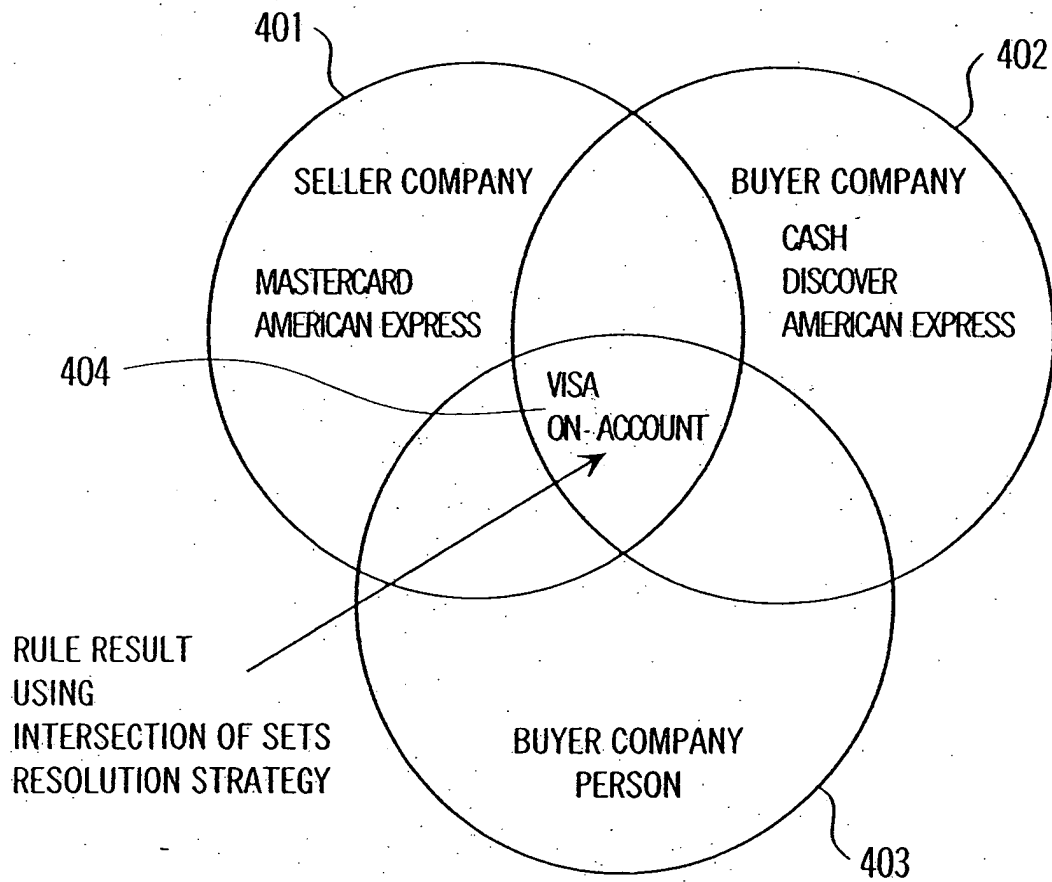 401
402
SELLER COMPANY
BUYER COMPANY
CASH
DISCOVER
AMERICAN EXPRESS
MASTERCARD
AMERICAN EXPRESS
404
VISA
ON-ACCOUNT
RULE RESULT
USING
INTERSECTION OF SETS
RESOLUTION STRATEGY
BUYER COMPANY
PERSON
403